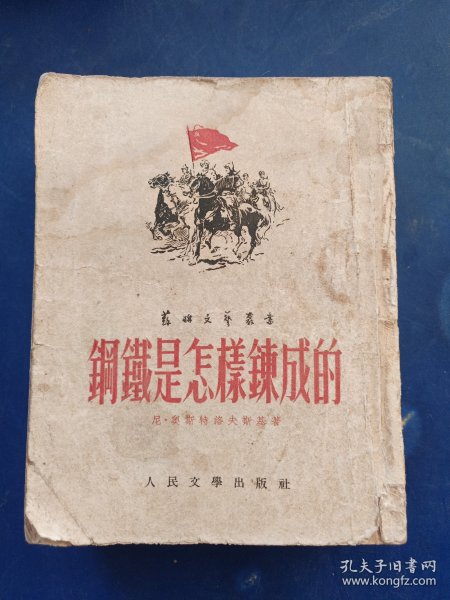 蘇聯文藝叢書
鋼鐵是怎樣鍊成的
尼·奧斯特洛夫斯基著
人民文學出版社
孔夫子旧书网
www.kongfz.com